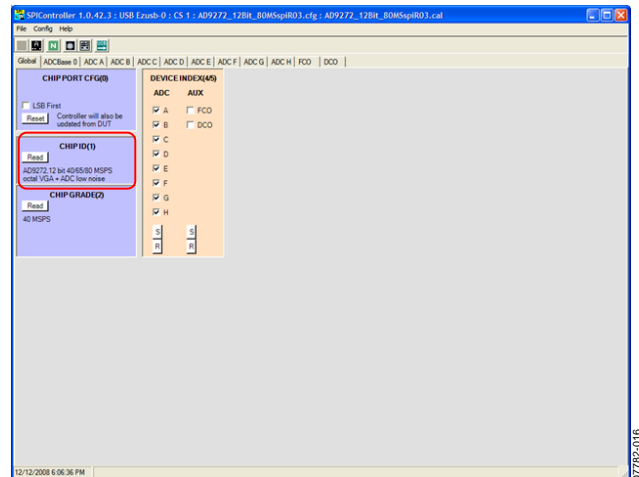 SPIController 1.0.42.3 : USB Ezusb-0 : CS 1 : AD9272_12Bit_80MSspiR03.cfg : AD9272_12Bit_80MSspiR03.cal
File Config Help
Global ADCBase 0 ADC A ADC B ADC C ADC D ADC E ADC F ADC G ADC H FCO DCO
CHIP PORT CFG(0)
LSB First
Reset Controller will also be
updated from DUT
CHIP ID(1)
Read
AD9272,12 bit 40/65/80 MSPS
octal VGA + ADC low noise
CHIP GRADE(2)
Read
40 MSPS
DEVICE INDEX(4/5)
ADC AUX
A FCO
B DCO
C
D
E
F
G
H
S S
R R
12/12/2008 6:06:36 PM
07782-016